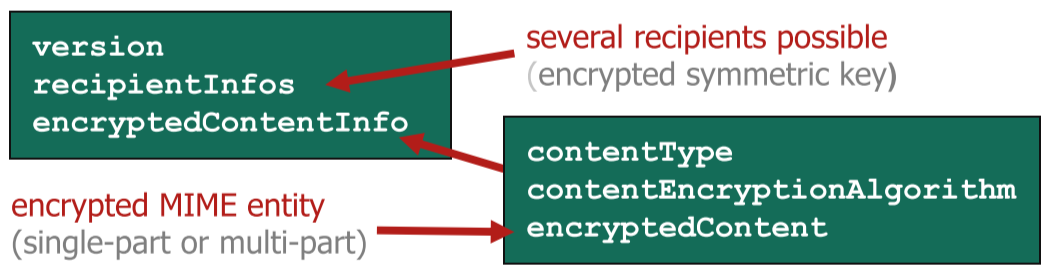 version
recipientInfos
encryptedContentInfo
several recipients possible
(encrypted symmetric key)
contentType
contentEncryptionAlgorithm
encryptedContent
encrypted MIME entity
(single-part or multi-part)